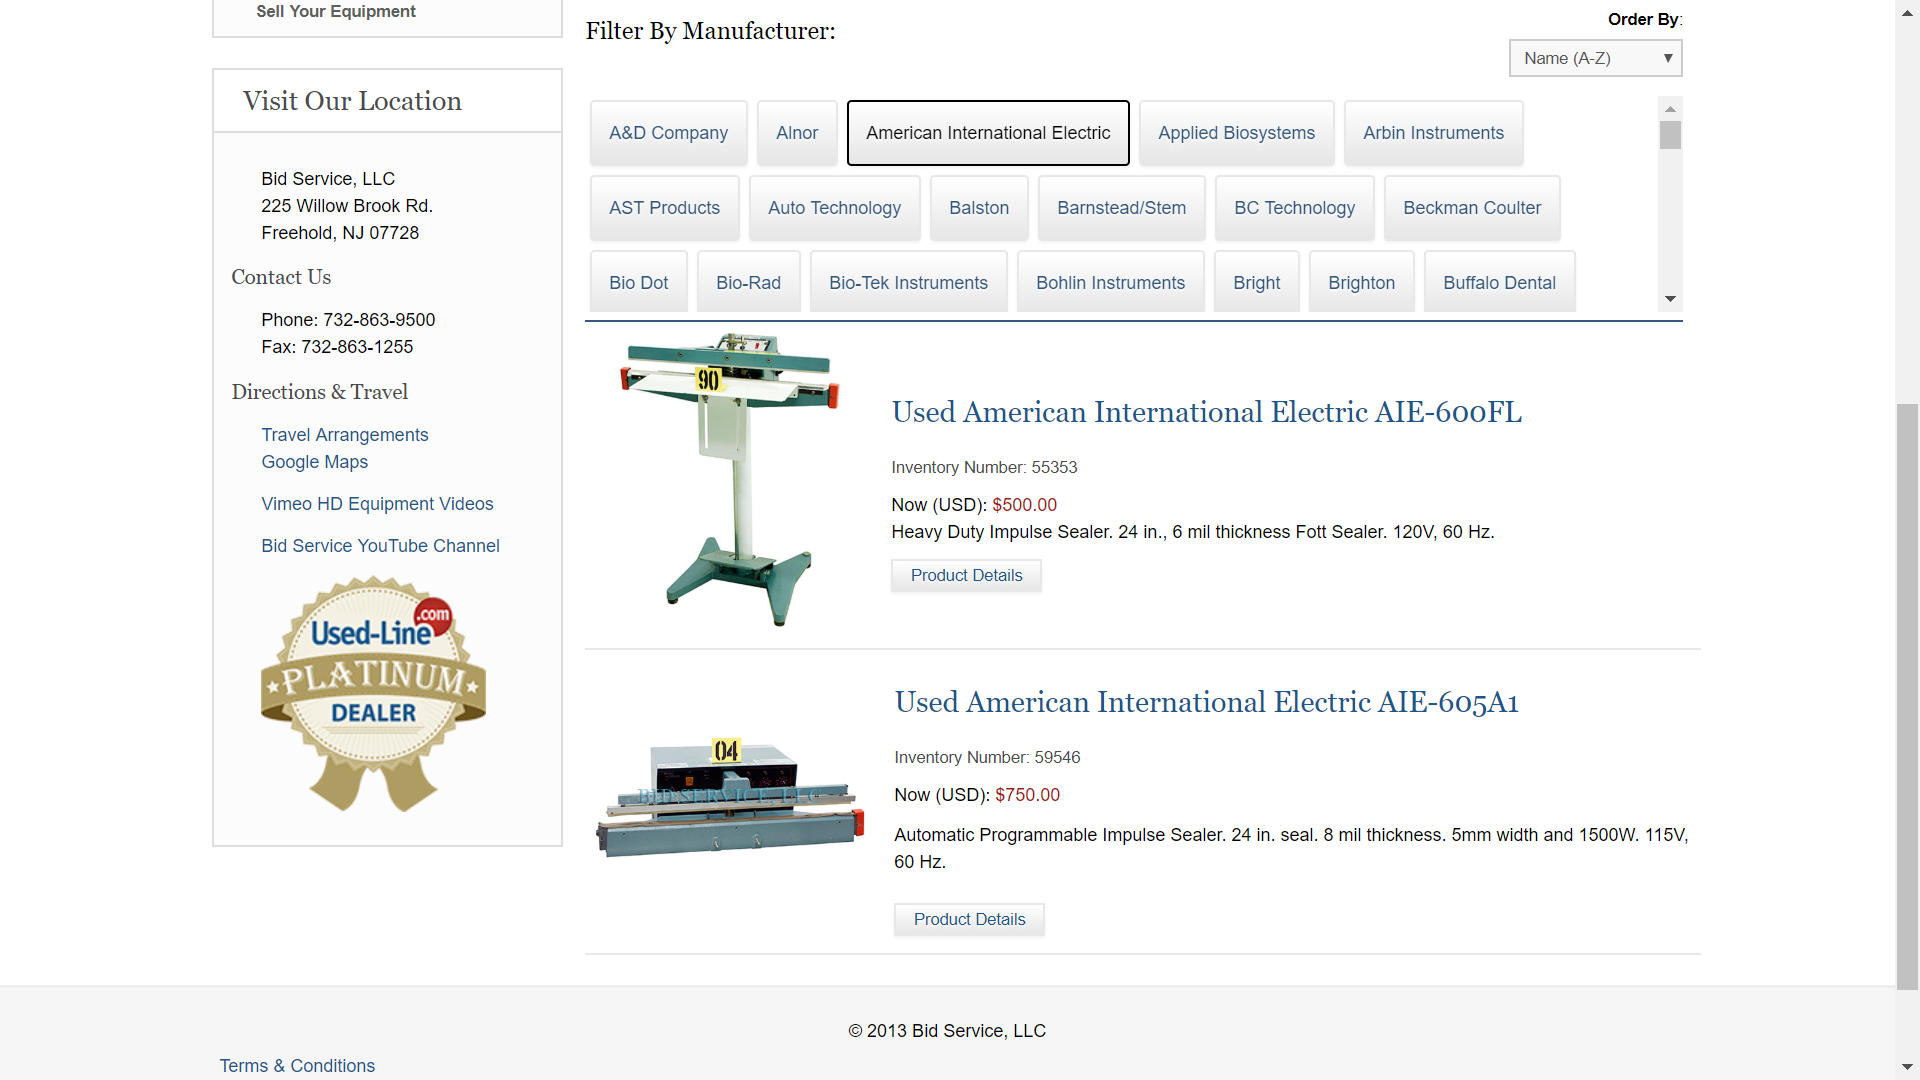 Sell Your Equipment
Visit Our Location
Bid Service, LLC
225 Willow Brook Rd.
Freehold, NJ 07728
Contact Us
Phone: 732-863-9500
Fax: 732-863-1255
Directions & Travel
Travel Arrangements
Google Maps
Vimeo HD Equipment Videos
Bid Service YouTube Channel
Used-Line.com
PLATINUM
DEALER
Filter By Manufacturer:
Order By:
Name (A-Z)
A&D Company
Alnor
American International Electric
Applied Biosystems
Arbin Instruments
AST Products
Auto Technology
Balston
Barnstead/Stem
BC Technology
Beckman Coulter
Bio Dot
Bio-Rad
Bio-Tek Instruments
Bohlin Instruments
Bright
Brighton
Buffalo Dental
90
Used American International Electric AIE-600FL
Inventory Number: 55353
Now (USD): $500.00
Heavy Duty Impulse Sealer. 24 in., 6 mil thickness Fott Sealer. 120V, 60 Hz.
Product Details
04
BID SERVICE, LLC
Used American International Electric AIE-605A1
Inventory Number: 59546
Now (USD): $750.00
Automatic Programmable Impulse Sealer. 24 in. seal. 8 mil thickness. 5mm width and 1500W. 115V,
60 Hz.
Product Details
© 2013 Bid Service, LLC
Terms & Conditions